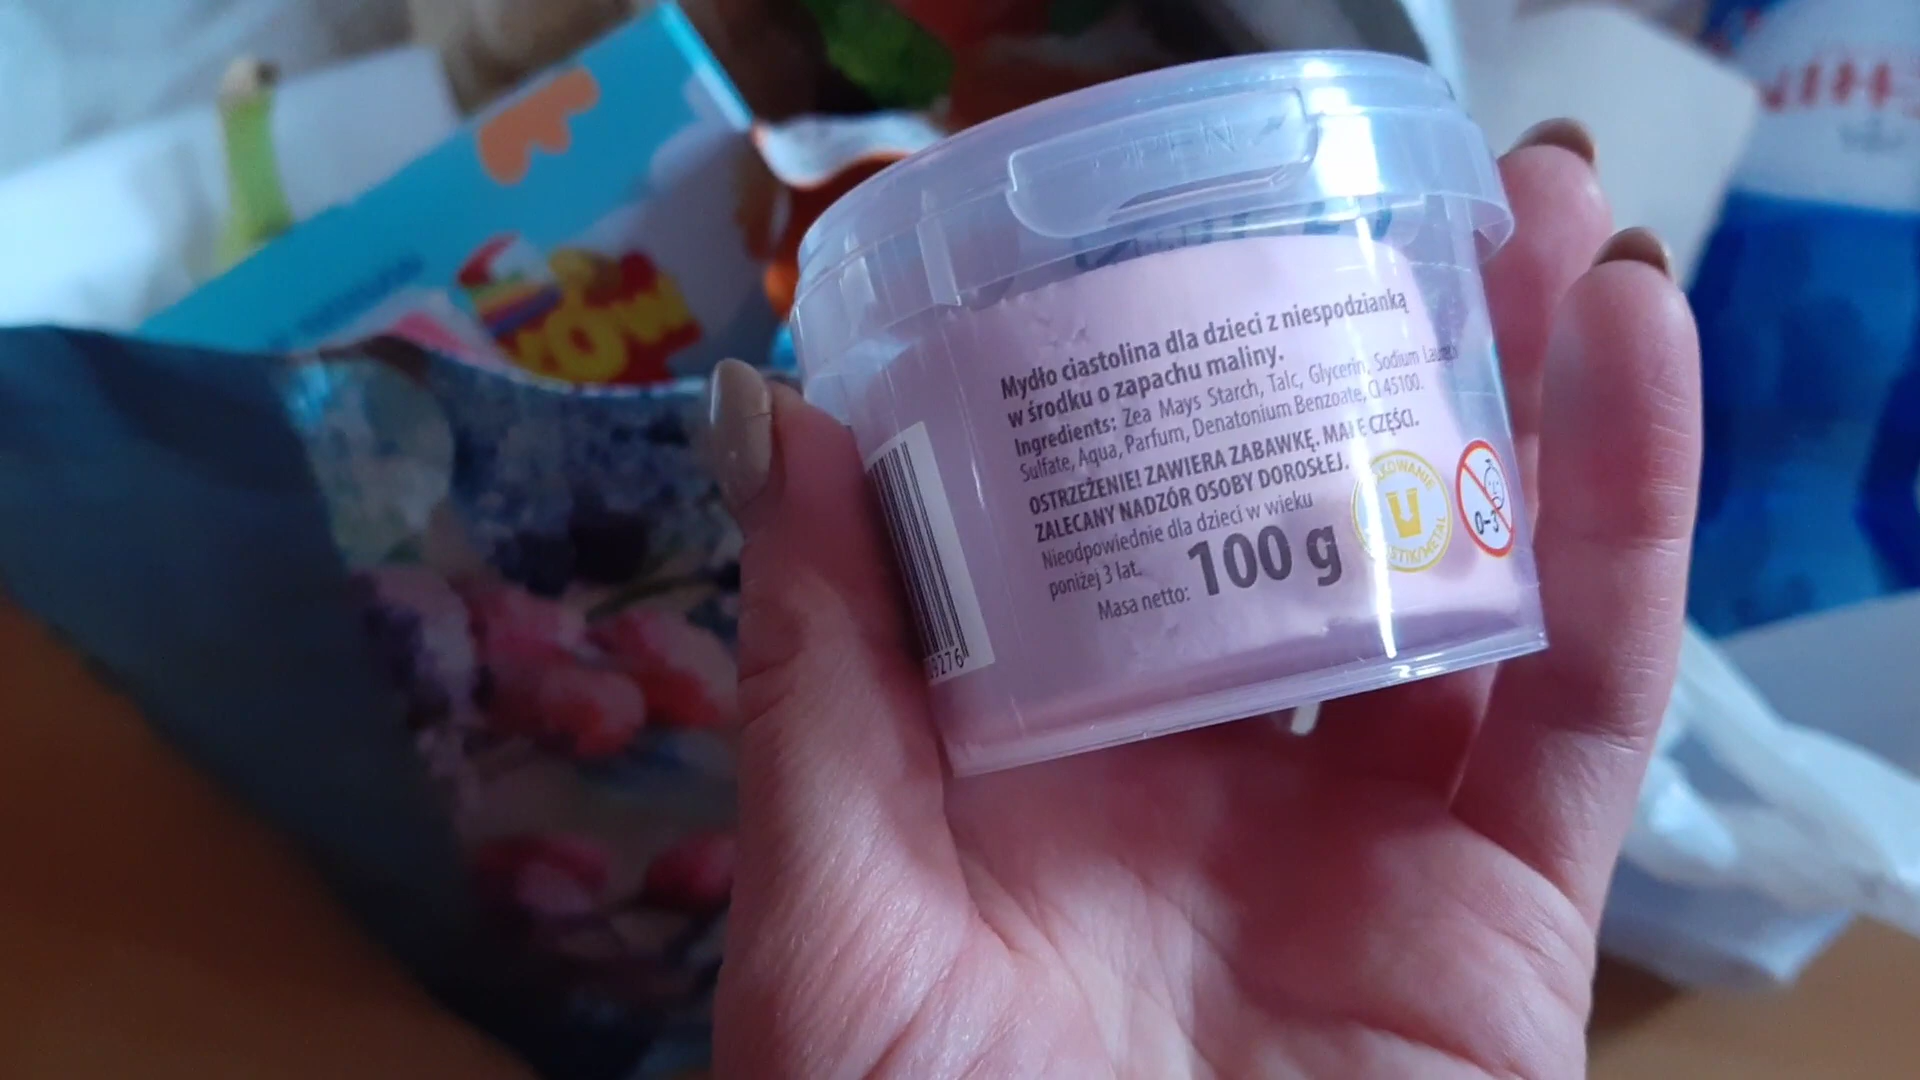 OPEN
Mydło ciastolina dla dzieci z niespodzianką
w środku o zapachu maliny.
Ingredients: Zea Mays Starch, Talc, Glycerin, Sodium
Sulfate, Aqua, Parfum, Denatonium Benzoate, CI 45100.
OSTRZEŻENIE! ZAWIERA ZABAWKĘ. MAŁE CZĘŚCI.
ZALECANY NADZÓR OSOBY DOROSŁEJ.
Nieodpowiednie dla dzieci w wieku
poniżej 3 lat.
Masa netto: 100 g
0-3
9276